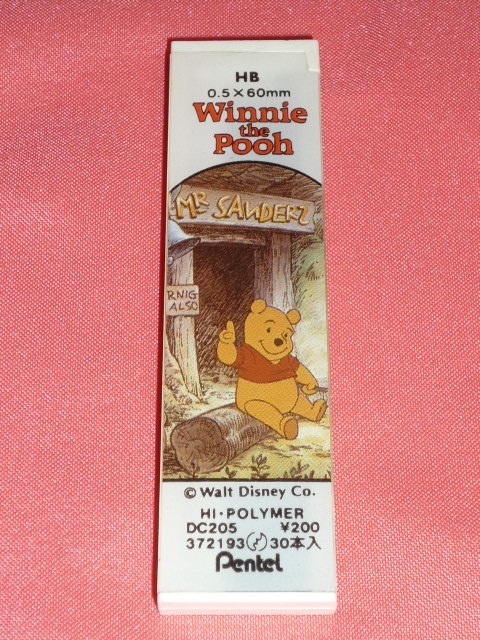 HB
0.5×60mm
Winnie
the
Pooh
MR SANDERZ
RNIG
ALSO
© Walt Disney Co.
HI·POLYMER
DC205 ¥200
372193 30本入
Pentel